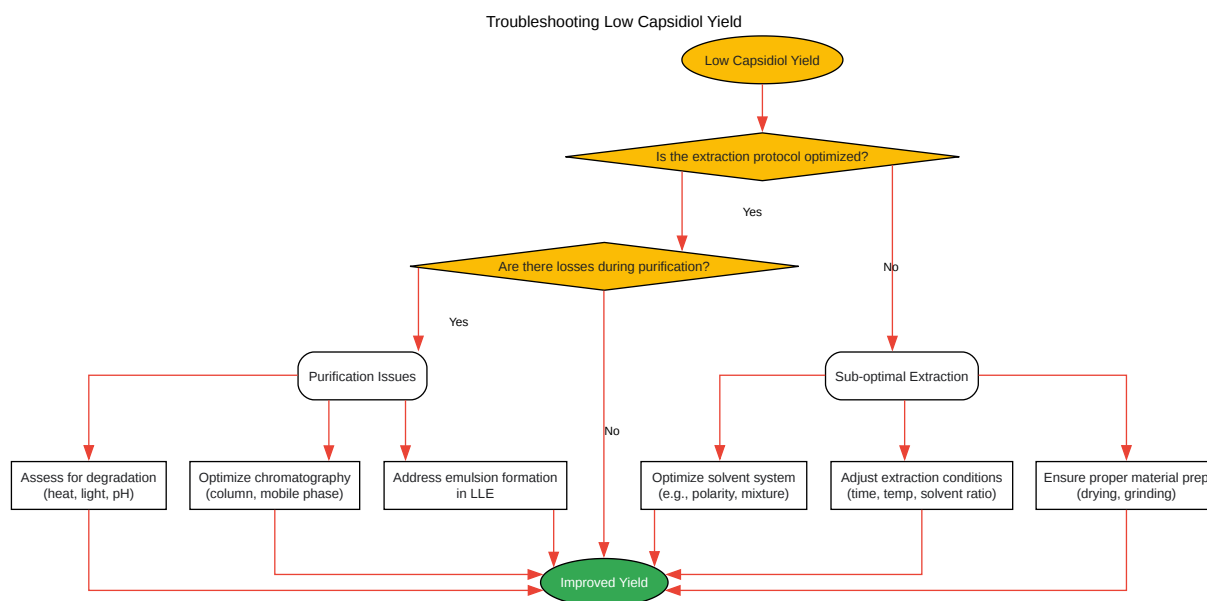 Troubleshooting Low Capsidiol Yield
Low Capsidiol Yield
Is the extraction protocol optimized?
Yes
Are there losses during purification?
No
Yes
Purification Issues
Sub-optimal Extraction
No
Assess for degradation
(heat, light, pH)
Optimize chromatography
(column, mobile phase)
Address emulsion formation
in LLE
Optimize solvent system
(e.g., polarity, mixture)
Adjust extraction conditions
(time, temp, solvent ratio)
Ensure proper material prep
(drying, grinding)
Improved Yield